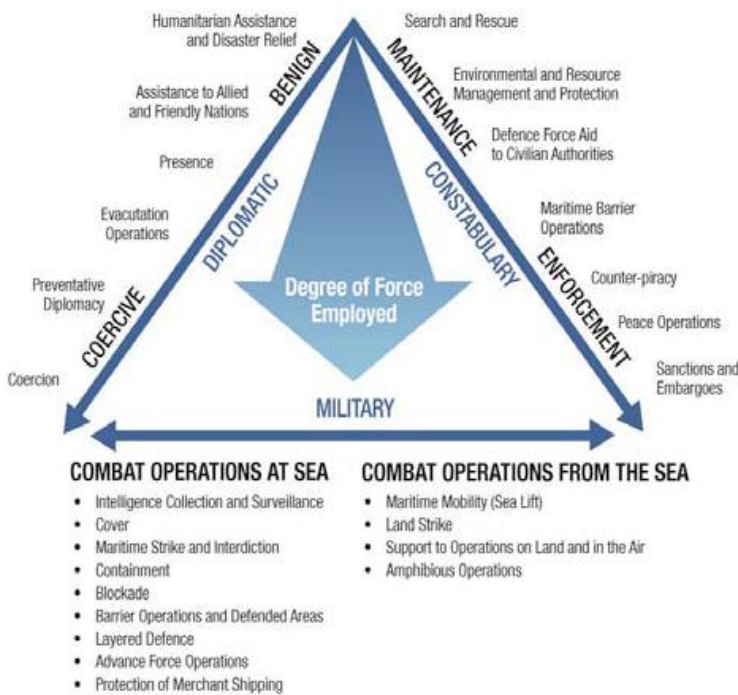 Humanitarian Assistance
and Disaster Relief
Search and Rescue
BENIGN
MAINTENANCE
Assistance to Allied
and Friendly Nations
Environmental and Resource
Management and Protection
Defence Force Aid
to Civilian Authorities
Presence
DIPLOMATIC
CONSTABULARY
Evacutation
Operations
Maritime Barrier
Operations
Preventative
Diplomacy
COERCIVE
Degree of Force
Employed
ENFORCEMENT
Counter-piracy
Peace Operations
Coercion
Sanctions and
Embargoes
MILITARY
COMBAT OPERATIONS AT SEA
• Intelligence Collection and Surveillance
• Cover
• Maritime Strike and Interdiction
• Containment
• Blockade
• Barrier Operations and Defended Areas
• Layered Defence
• Advance Force Operations
• Protection of Merchant Shipping
COMBAT OPERATIONS FROM THE SEA
• Maritime Mobility (Sea Lift)
• Land Strike
• Support to Operations on Land and in the Air
• Amphibious Operations